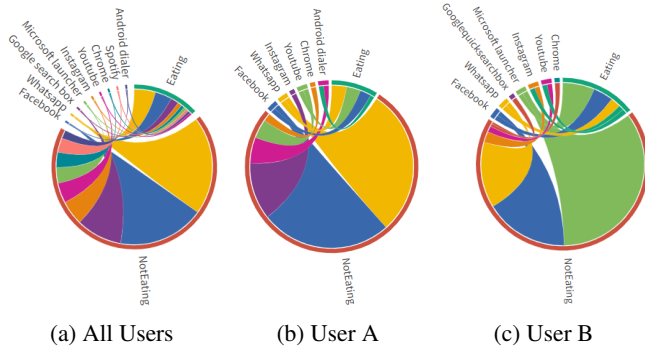 Facebook
Whatsapp
Google search box
Microsoft launcher
Instagram
Youtube
Chrome
Spotify
Android dialer
Eating
NotEating
(a) All Users
Facebook
Whatsapp
Instagram
Youtube
Chrome
Android dialer
Eating
NotEating
(b) User A
Facebook
Whatsapp
Googlequicksearchbox
Microsoft launcher
Instagram
Youtube
Chrome
Eating
NotEating
(c) User B